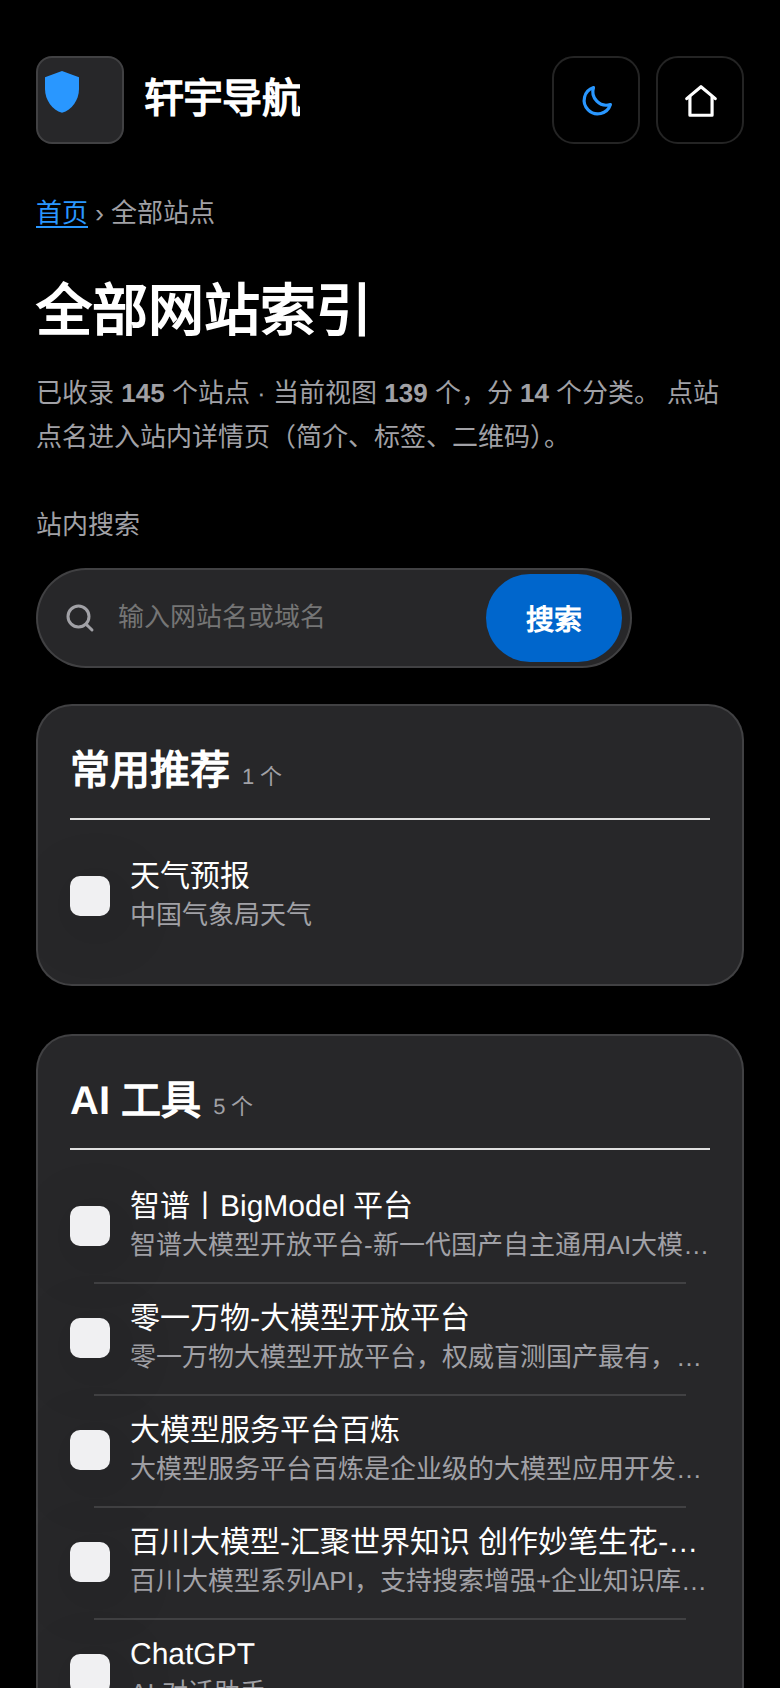 轩宇导航
首页 › 全部站点
全部网站索引
已收录 145 个站点 · 当前视图 139 个，分 14 个分类。 点站
点名进入站内详情页（简介、标签、二维码）。
站内搜索
输入网站名或域名
搜索
常用推荐 1 个
天气预报
中国气象局天气
AI 工具 5 个
智谱丨BigModel 平台
智谱大模型开放平台-新一代国产自主通用AI大模…
零一万物-大模型开放平台
零一万物大模型开放平台，权威盲测国产最有，…
大模型服务平台百炼
大模型服务平台百炼是企业级的大模型应用开发…
百川大模型-汇聚世界知识 创作妙笔生花-…
百川大模型系列API，支持搜索增强+企业知识库…
ChatGPT
AI 对话助手